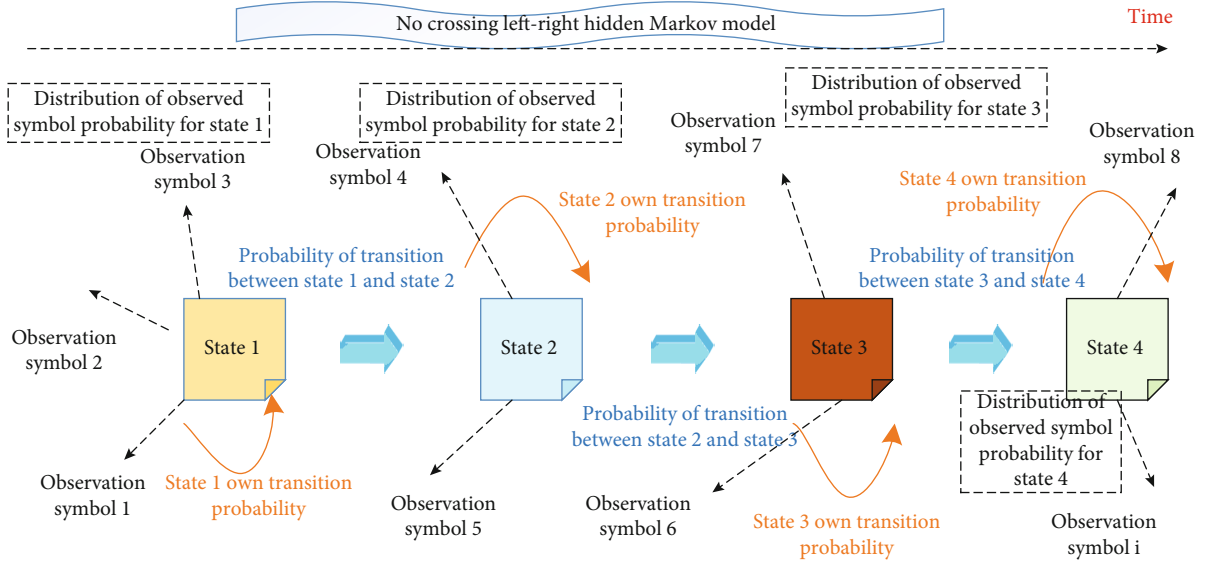 No crossing left-right hidden Markov model
Time
Distribution of observed
symbol probability for state 1
Distribution of observed
symbol probability for state 2
Distribution of observed
symbol probability for state 3
Observation
symbol 3
Observation
symbol 4
Observation
symbol 7
Observation
symbol 8
State 2 own transition
probability
State 4 own transition
probability
Probability of transition
between state 1 and state 2
Probability of transition
between state 3 and state 4
Observation
symbol 2
State 1
State 2
State 3
State 4
Probability of transition
between state 2 and state 3
Distribution of
observed symbol
probability for
state 4
Observation
symbol 1
State 1 own transition
probability
Observation
symbol 5
Observation
symbol 6
State 3 own transition
probability
Observation
symbol i